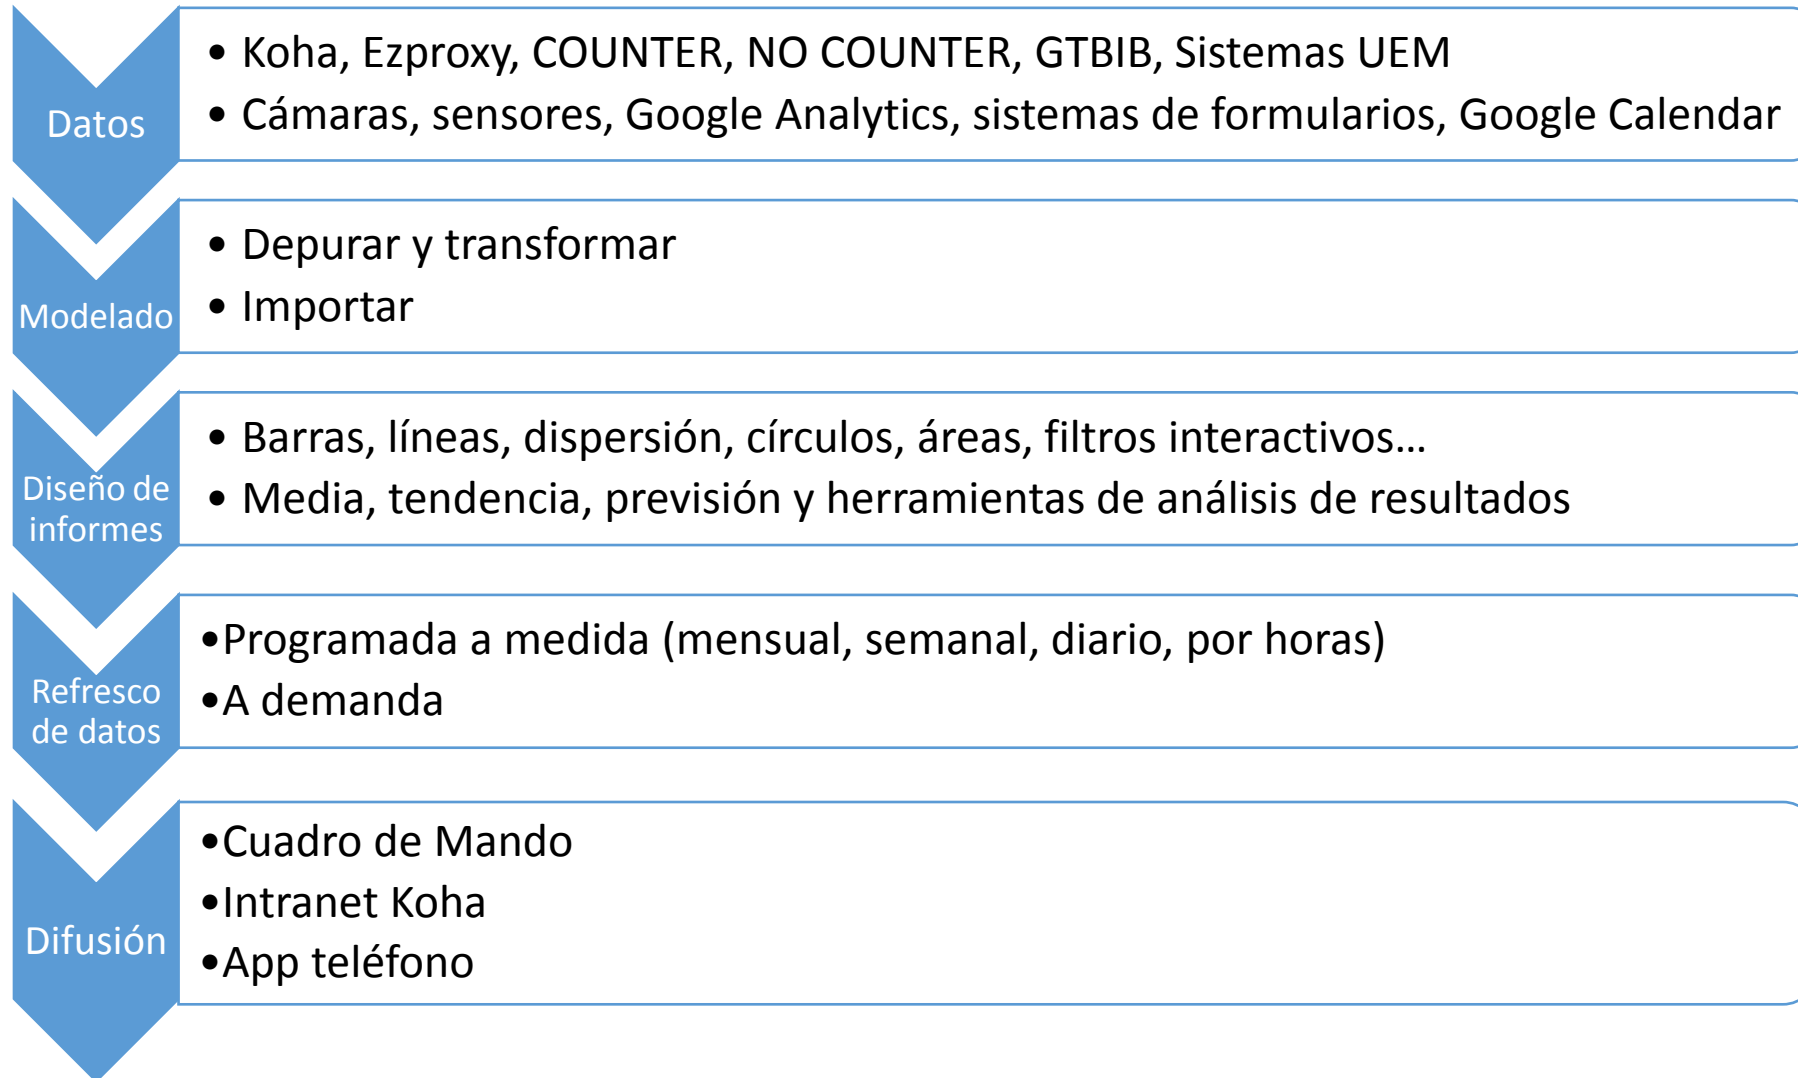 Datos
• Koha, Ezproxy, COUNTER, NO COUNTER, GTBIB, Sistemas UEM
• Cámaras, sensores, Google Analytics, sistemas de formularios, Google Calendar
Modelado
• Depurar y transformar
• Importar
Diseño de
informes
• Barras, líneas, dispersión, círculos, áreas, filtros interactivos…
• Media, tendencia, previsión y herramientas de análisis de resultados
Refresco
de datos
•Programada a medida (mensual, semanal, diario, por horas)
•A demanda
Difusión
•Cuadro de Mando
•Intranet Koha
•App teléfono